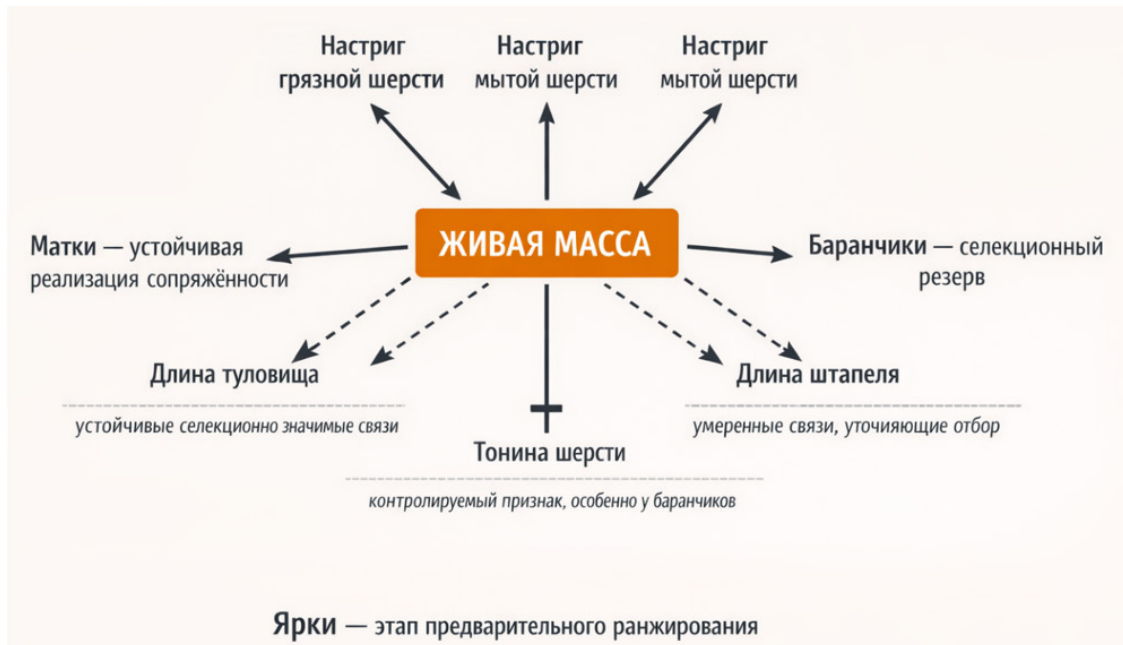 Настриг
грязной шерсти
Настриг
мытой шерсти
Настриг
мытой шерсти
Матки — устойчивая
реализация сопряжённости
ЖИВАЯ МАССА
Баранчики — селекционный
резерв
Длина туловища
устойчивые селекционно значимые связи
Длина штапеля
умеренные связи, уточияющие отбор
Тонина шерсти
контролируемый признак, особенно у баранчиков
Ярки — этап предварительного ранжирования